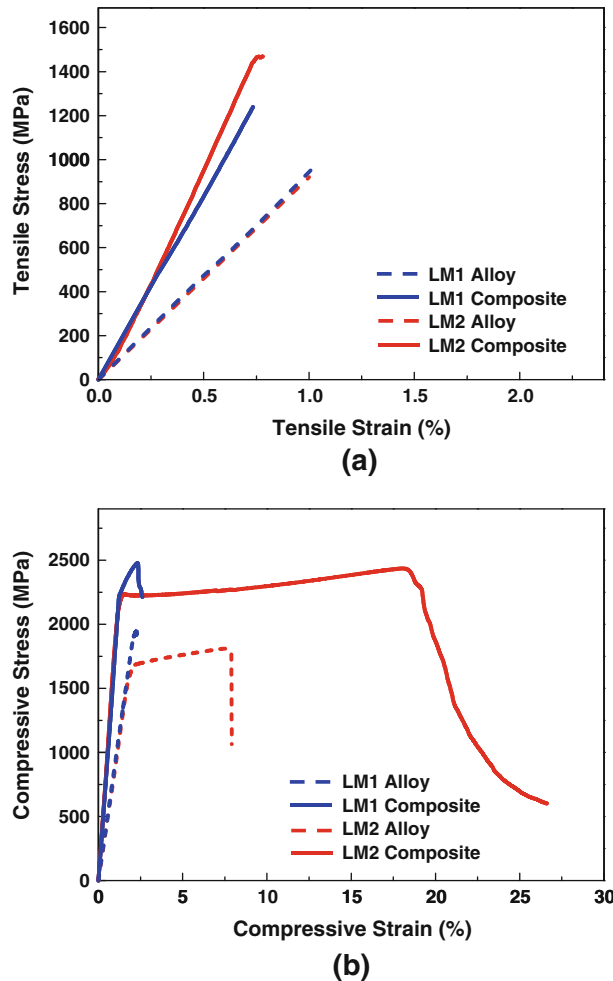 1600
1400
1200
1000
800
600
400
200
0
Tensile Stress (MPa)
LM1 Alloy
LM1 Composite
LM2 Alloy
LM2 Composite
0.0 0.5 1.0 1.5 2.0
Tensile Strain (%)
(a)
2500
2000
1750
1000
500
0
Compressive Stress (MPa)
LM1 Alloy
LM1 Composite
LM2 Alloy
LM2 Composite
0 5 10 15 20 25 30
Compressive Strain (%)
(b)